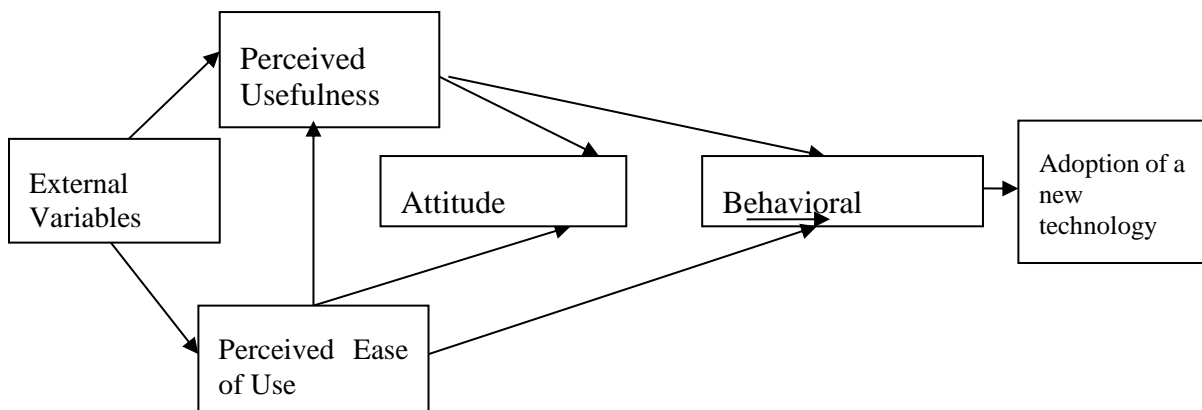 Perceived
Usefulness
External
Variables
Attitude
Behavioral
Adoption of a
new
technology
Perceived Ease
of Use